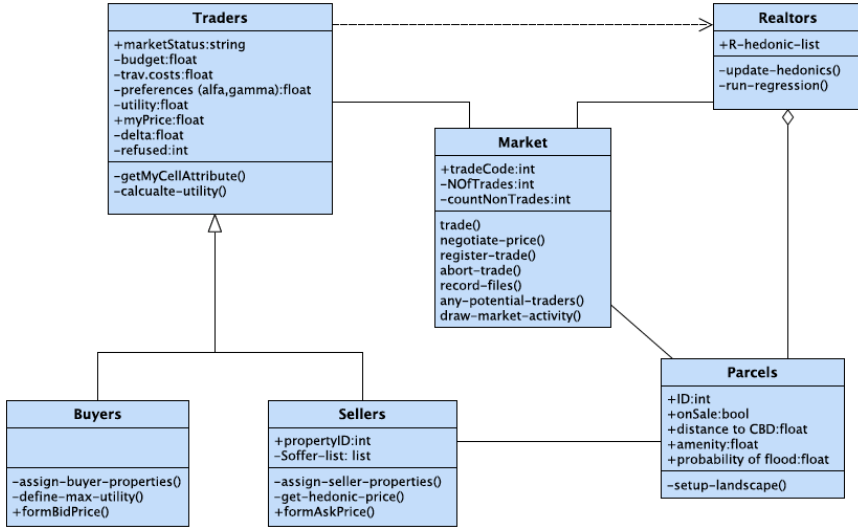 Traders
+marketStatus:string
-budget:float
-trav.costs:float
-preferences (alfa,gamma):float
-utility:float
+myPrice:float
-delta:float
-refused:int
-getMyCellAttribute()
-calcualte-utility()
Realtors
+R-hedonic-list
-update-hedonics()
-run-regression()
Market
+tradeCode:int
-NOfTrades:int
-countNonTrades:int
trade()
negotiate-price()
register-trade()
abort-trade()
record-files()
any-potential-traders()
draw-market-activity()
Buyers
-assign-buyer-properties()
-define-max-utility()
+formBidPrice()
Sellers
+propertyID:int
-Soffer-list: list
-assign-seller-properties()
-get-hedonic-price()
+formAskPrice()
Parcels
+ID:int
+onSale:bool
+distance to CBD:float
+amenity:float
+probability of flood:float
-setup-landscape()